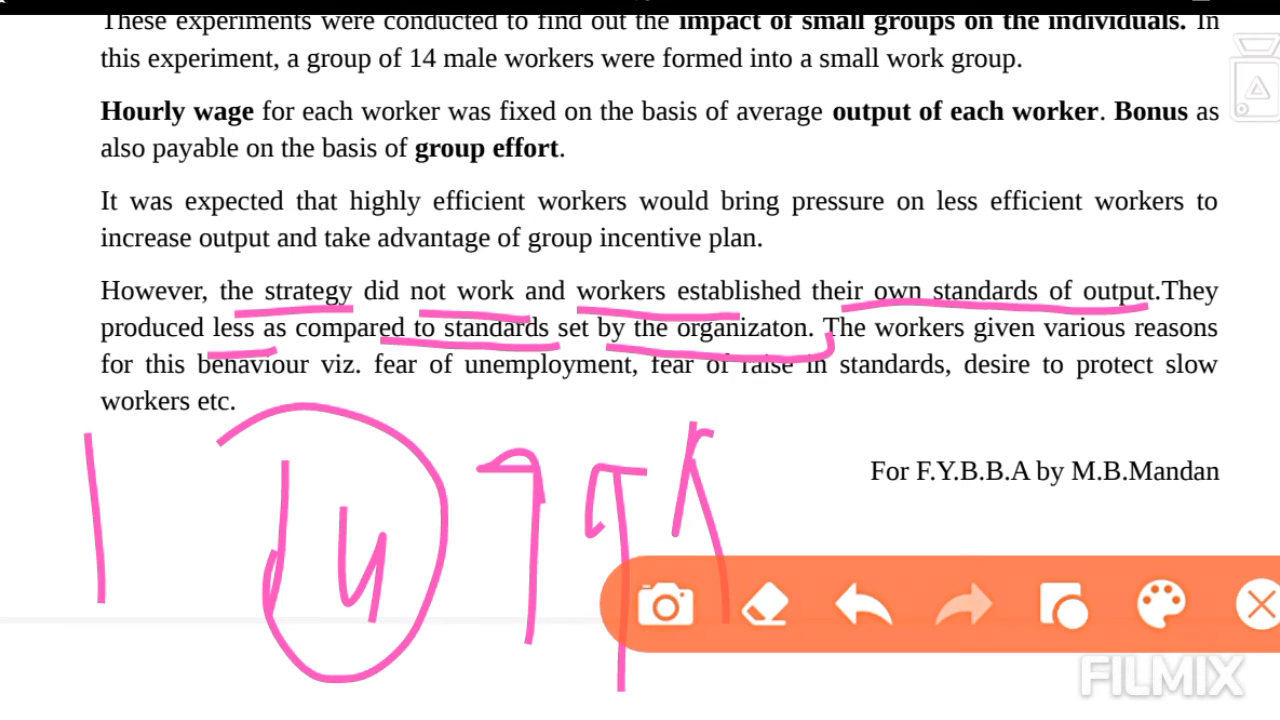 These experiments were conducted to find out the impact of small groups on the individuals. In
this experiment, a group of 14 male workers were formed into a small work group.
Hourly wage for each worker was fixed on the basis of average output of each worker. Bonus as
also payable on the basis of group effort.
It was expected that highly efficient workers would bring pressure on less efficient workers to
increase output and take advantage of group incentive plan.
However, the strategy did not work and workers established their own standards of output.They
produced less as compared to standards set by the organizaton. The workers given various reasons
for this behaviour viz. fear of unemployment, fear of raise in standards, desire to protect slow
workers etc.
For F.Y.B.B.A by M.B.Mandan
FILMIX